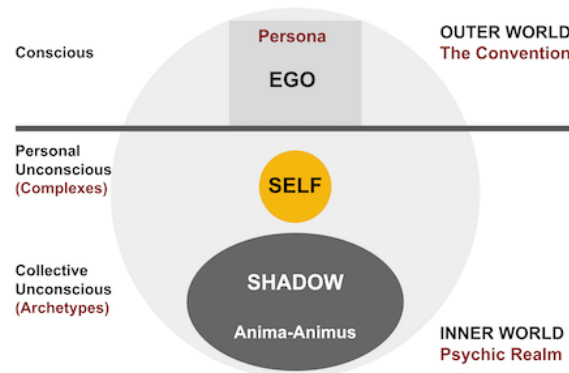 Persona
OUTER WORLD
The Convention
Conscious
EGO
Personal
Unconscious
(Complexes)
SELF
Collective
Unconscious
(Archetypes)
SHADOW
Anima-Animus
INNER WORLD
Psychic Realm